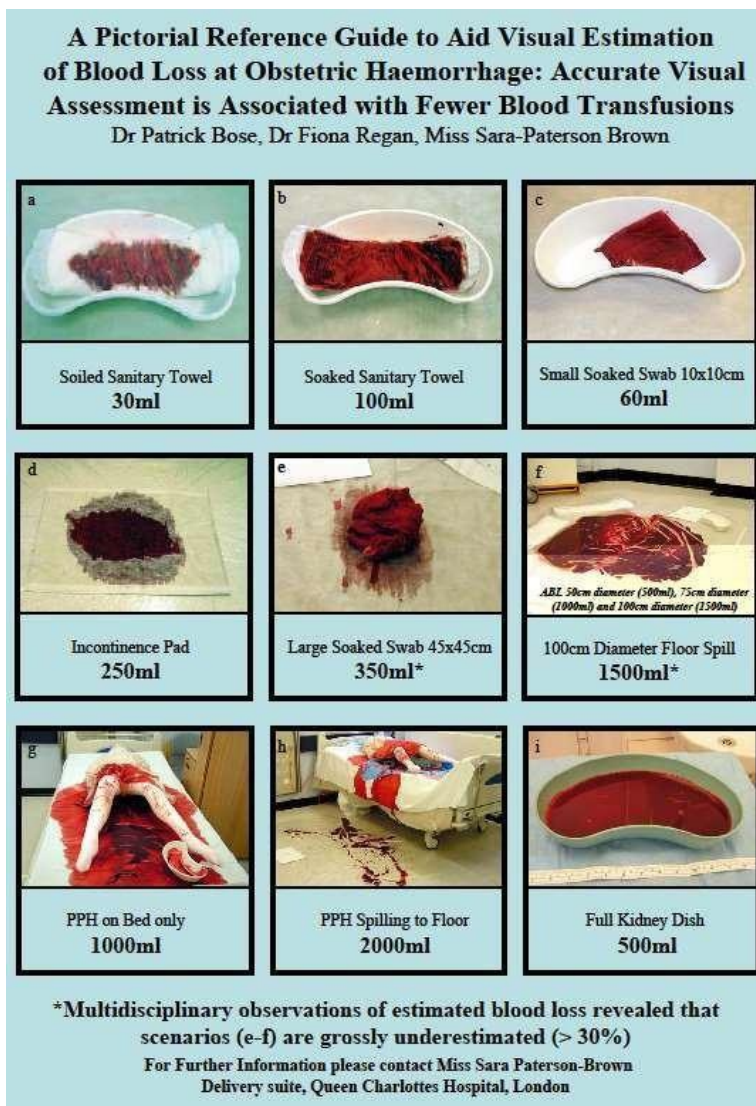 A Pictorial Reference Guide to Aid Visual Estimation
of Blood Loss at Obstetric Haemorrhage: Accurate Visual
Assessment is Associated with Fewer Blood Transfusions
Dr Patrick Bose, Dr Fiona Regan, Miss Sara-Paterson Brown
a
Soiled Sanitary Towel
30ml
b
Soaked Sanitary Towel
100ml
c
Small Soaked Swab 10x10cm
60ml
d
Incontinence Pad
250ml
e
Large Soaked Swab 45x45cm
350ml*
f
ABL 50cm diameter (500ml), 75cm diameter
(1000ml) and 100cm diameter (1500ml)
100cm Diameter Floor Spill
1500ml*
g
PPH on Bed only
1000ml
h
PPH Spilling to Floor
2000ml
i
Full Kidney Dish
500ml
*Multidisciplinary observations of estimated blood loss revealed that
scenarios (e-f) are grossly underestimated (> 30%)
For Further Information please contact Miss Sara Paterson-Brown
Delivery suite, Queen Charlottes Hospital, London